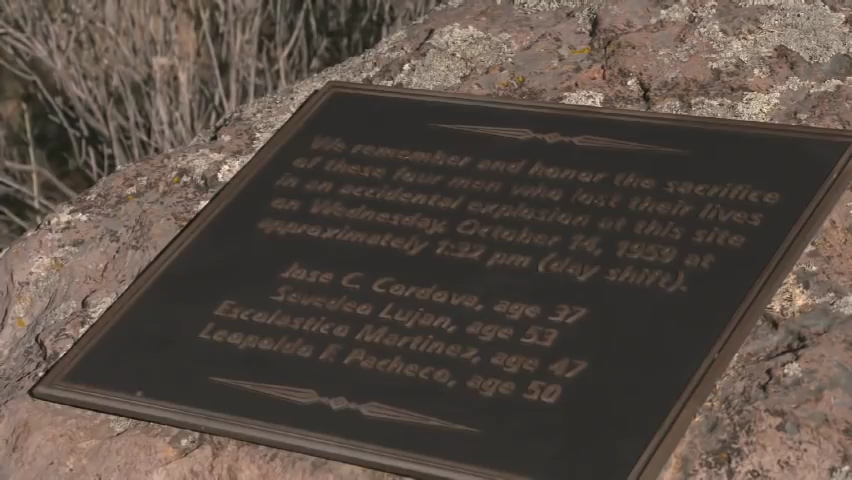 We remember and honor the sacrifice
of these four men who lost their lives
in an accidental explosion at this site
on Wednesday, October 14, 1959 at
approximately 1:22 pm (day shift).
Jose C. Cordova, age 37
Sevedeo Lujan, age 53
Escolastico Martinez, age 47
Leopoldo F. Pacheco, age 50